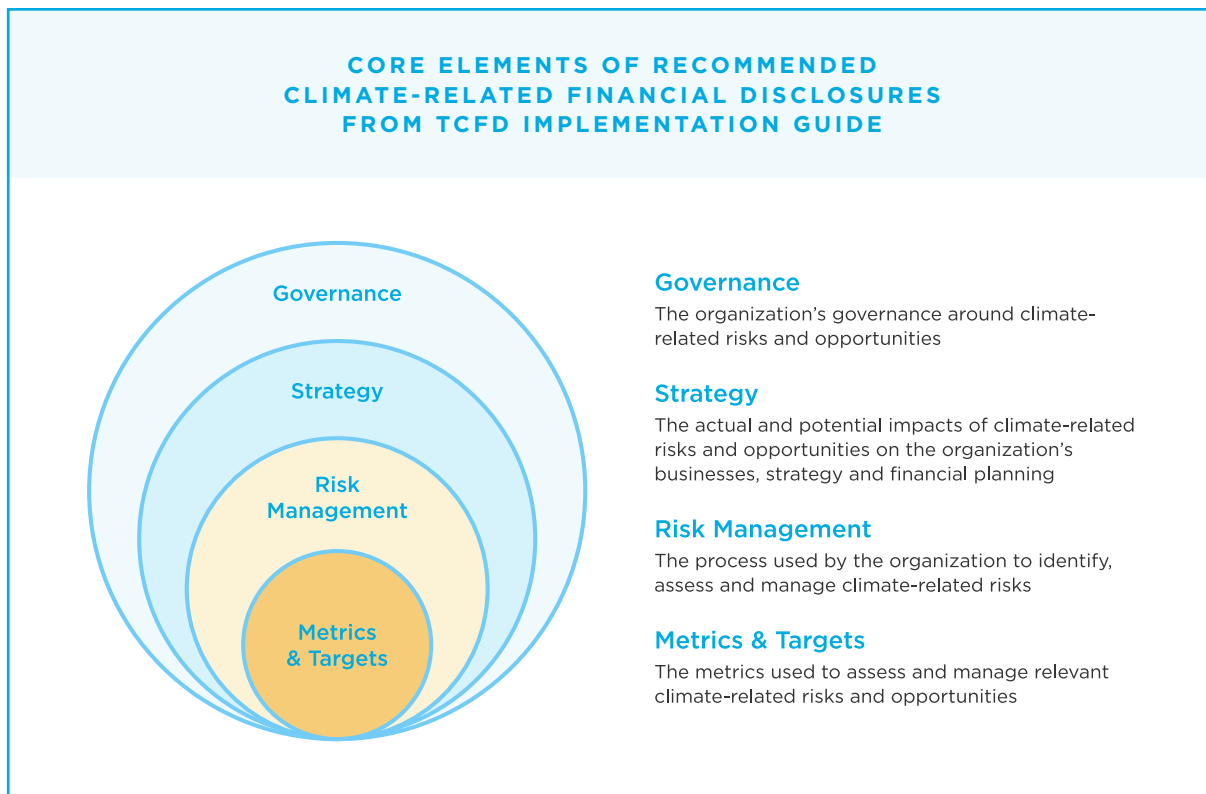 CORE ELEMENTS OF RECOMMENDED
CLIMATE-RELATED FINANCIAL DISCLOSURES
FROM TCFD IMPLEMENTATION GUIDE
Governance
Strategy
Risk
Management
Metrics
& Targets
Governance
The organization’s governance around climate-
related risks and opportunities
Strategy
The actual and potential impacts of climate-related
risks and opportunities on the organization’s
businesses, strategy and financial planning
Risk Management
The process used by the organization to identify,
assess and manage climate-related risks
Metrics & Targets
The metrics used to assess and manage relevant
climate-related risks and opportunities